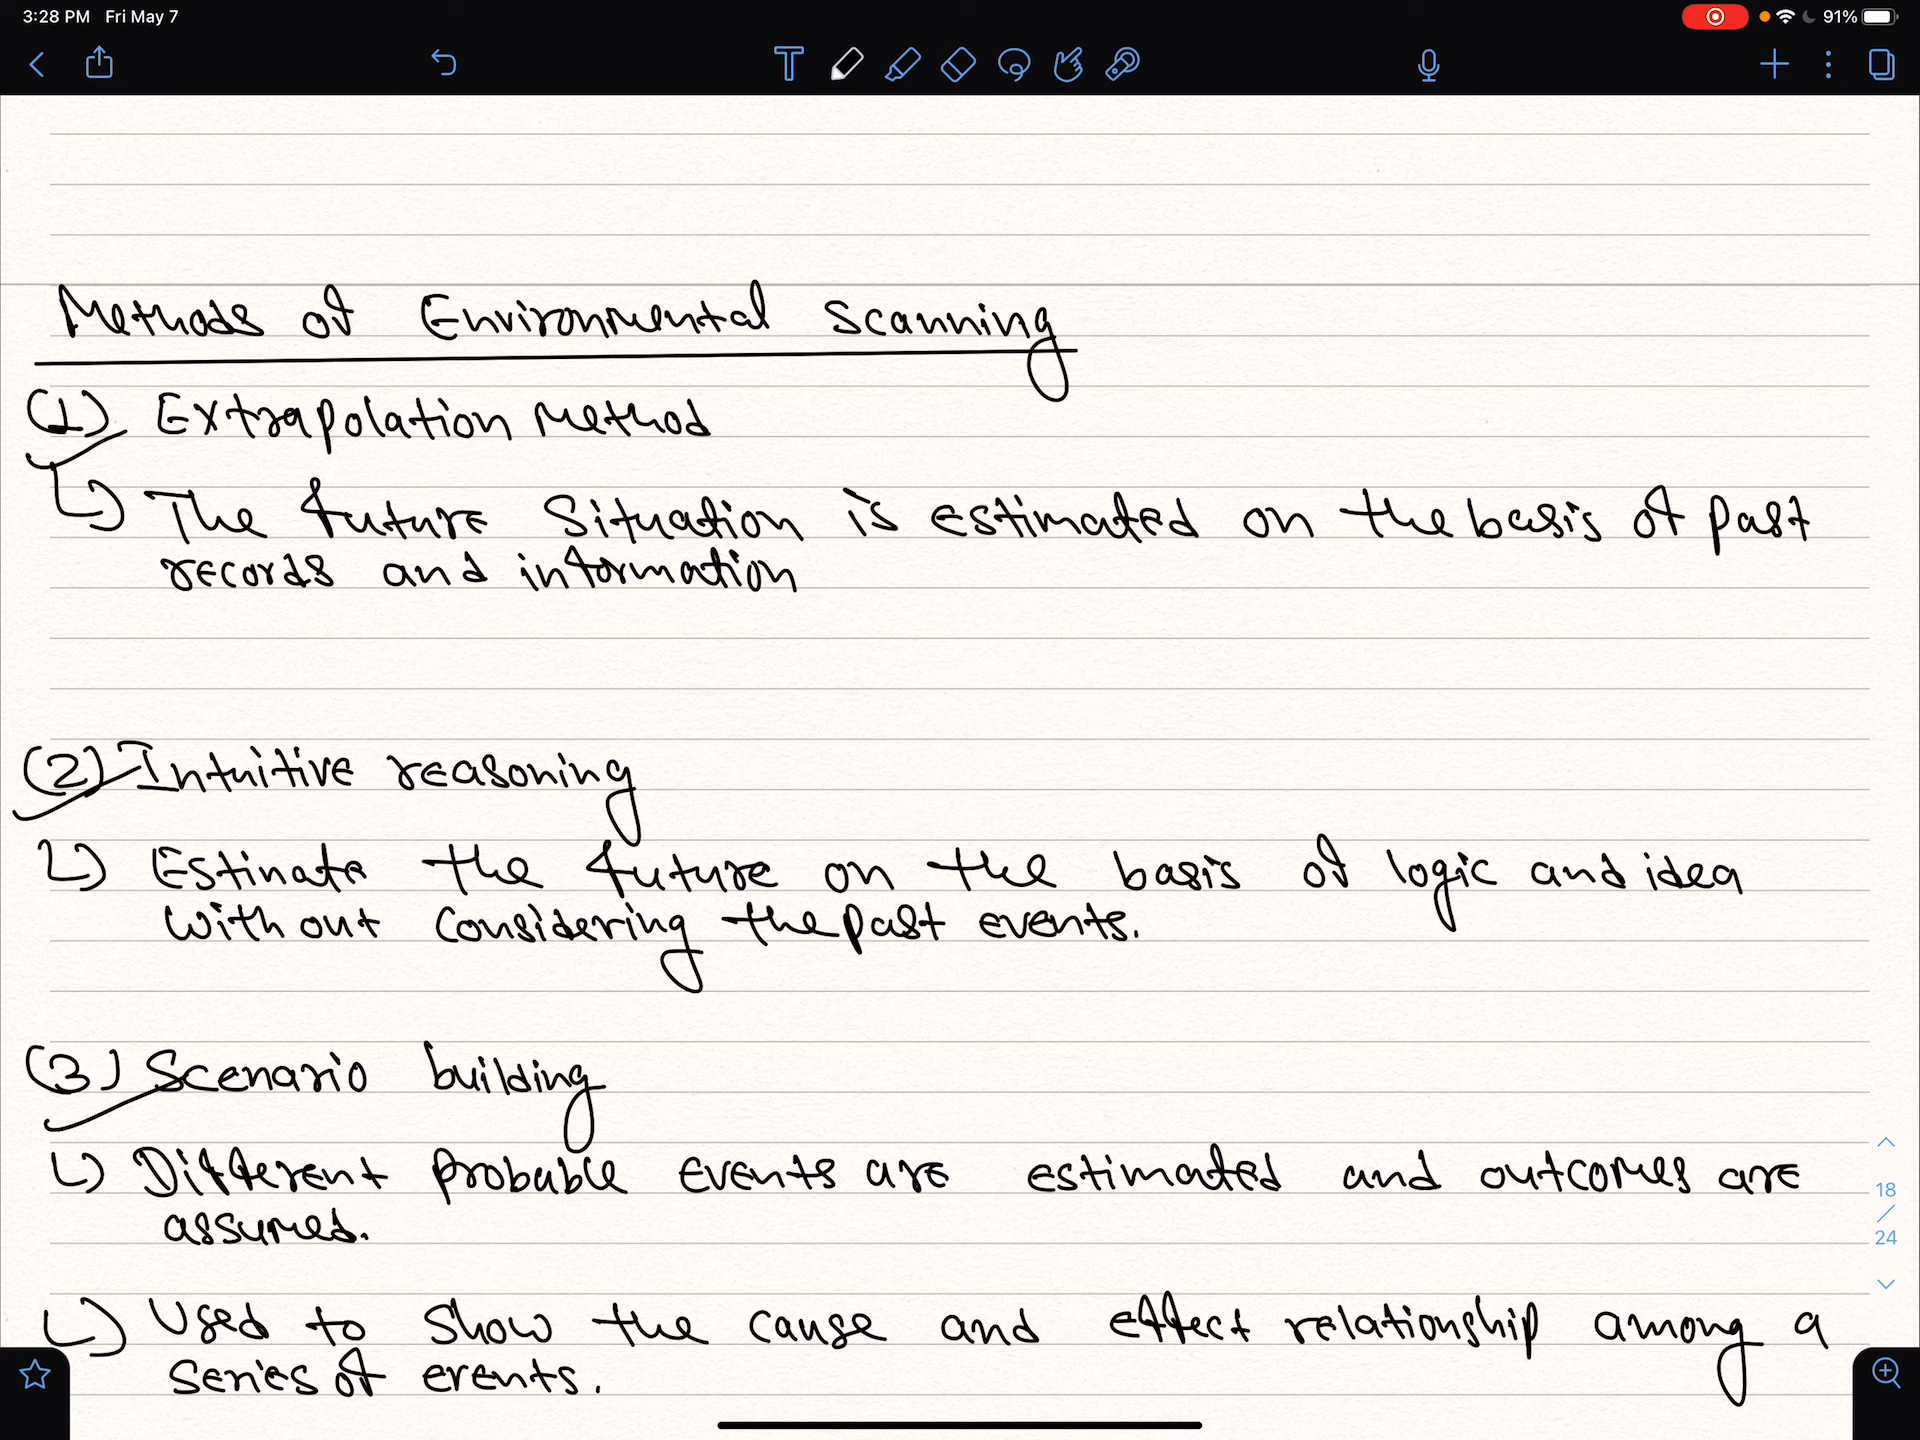 3:28 PM Fri May 7
91%
Methods of Environmental Scanning
(1) Extrapolation Method
The future situation is estimated on the basis of past
records and information
(2) Intuitive reasoning
Estinate the future on the basis of logic and idea
without considering the past events.
(3) Scenario building
Different probable events are estimated and outcomes are
assumed.
Used to show the cause and effect relationship among a
series of events.
18
/
24